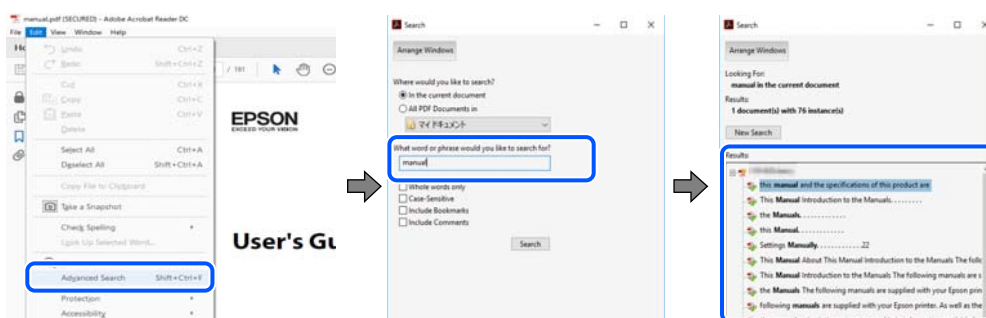 manual.pdf (SECURED) - Adobe Acrobat Reader DC
File Edit View Window Help
Undo Ctrl+Z
Redo Shift+Ctrl+Z
Cut Ctrl+X
Copy Ctrl+C
Paste Ctrl+V
Delete
Select All Ctrl+A
Deselect All Shift+Ctrl+A
Copy File to Clipboard
Take a Snapshot
Check Spelling
Look Up Selected Word...
Advanced Search Shift+Ctrl+F
Protection
Accessibility
/ 191
EPSON
EXCEED YOUR VISION
User's Gu
Search
Arrange Windows
Where would you like to search?
In the current document
All PDF Documents in
マイ ドキュメント
What word or phrase would you like to search for?
manual
Whole words only
Case-Sensitive
Include Bookmarks
Include Comments
Search
Search
Arrange Windows
Looking For:
manual in the current document
Results:
1 document(s) with 76 instance(s)
New Search
Results:
this manual and the specifications of this product are
This Manual Introduction to the Manuals. . . . . . . . .
the Manuals. . . . . . . . . . . . .
this Manual. . . . . . . . . . . . .
Settings Manually. . . . . . . . . . . .22
This Manual About This Manual Introduction to the Manuals The follo
This Manual Introduction to the Manuals The following manuals are s
the Manuals The following manuals are supplied with your Epson prin
following manuals are supplied with your Epson printer. As well as the